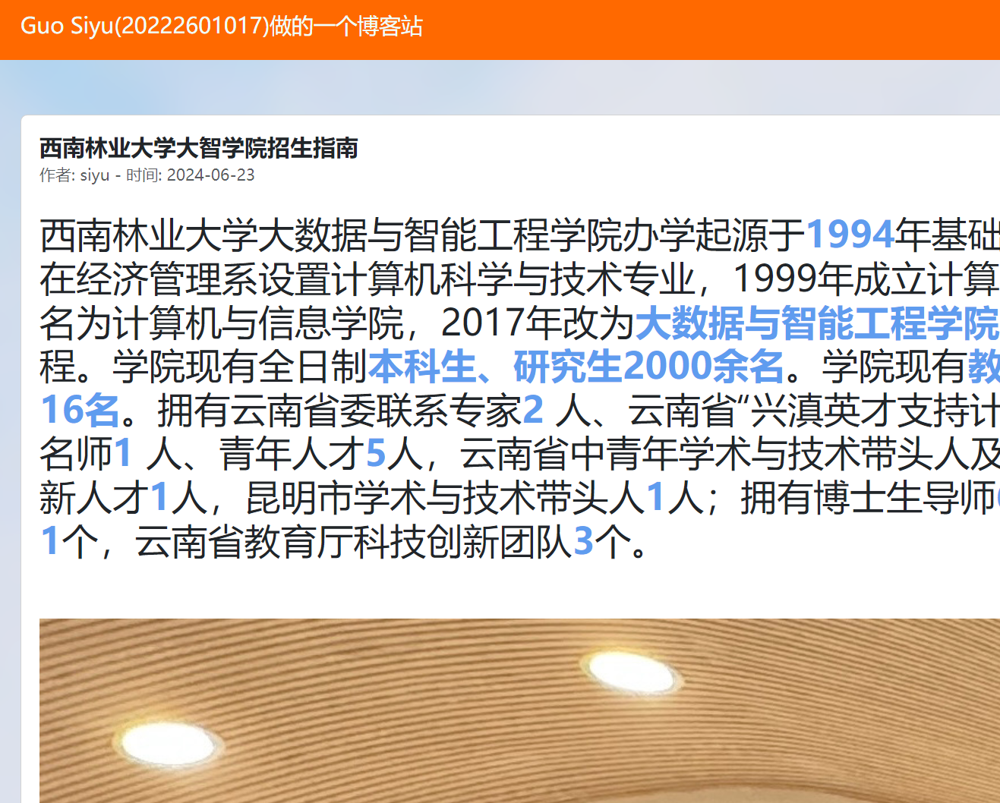 Guo Siyu(20222601017)做的一个博客站
西南林业大学大智学院招生指南
作者: siyu - 时间: 2024-06-23
西南林业大学大数据与智能工程学院办学起源于1994年基础
在经济管理系设置计算机科学与技术专业，1999年成立计算
名为计算机与信息学院，2017年改为大数据与智能工程学院
程。学院现有全日制本科生、研究生2000余名。学院现有教
16名。拥有云南省委联系专家2 人、云南省“兴滇英才支持计
名师1 人、青年人才5人，云南省中青年学术与技术带头人及
新人才1人，昆明市学术与技术带头人1人；拥有博士生导师
1个，云南省教育厅科技创新团队3个。